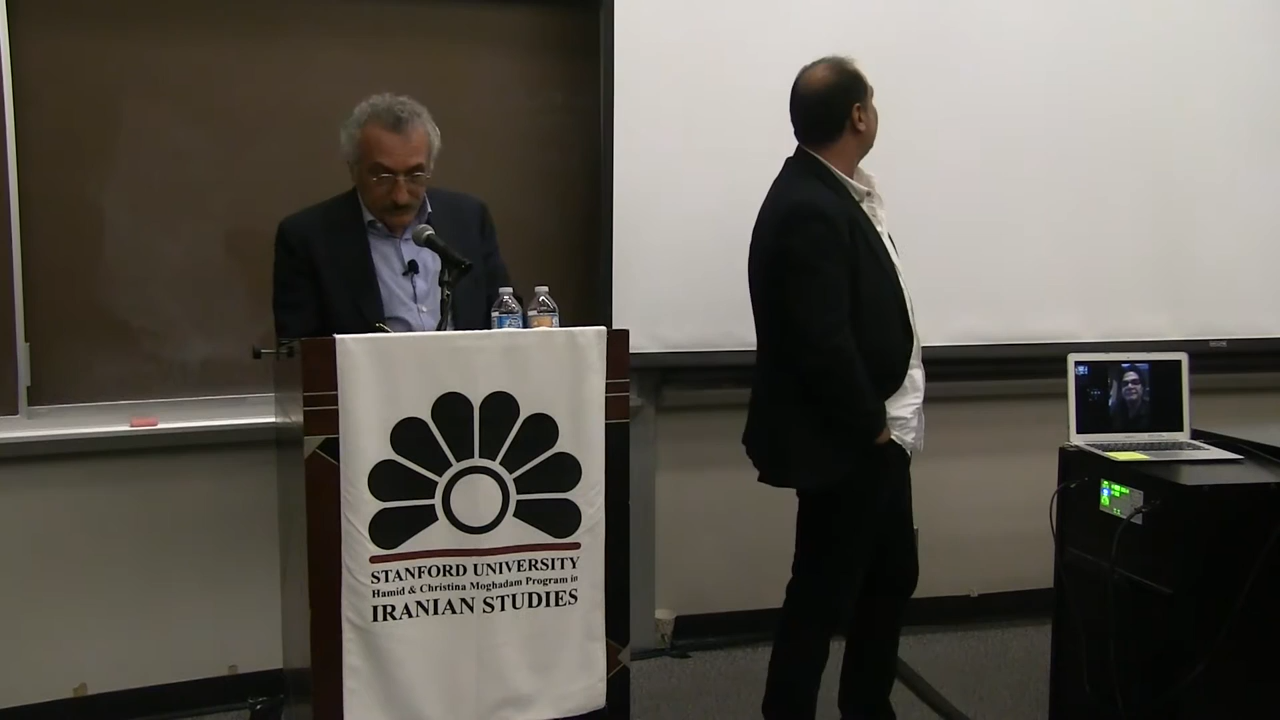 STANFORD UNIVERSITY
Hamid & Christina Moghadam Program in
IRANIAN STUDIES